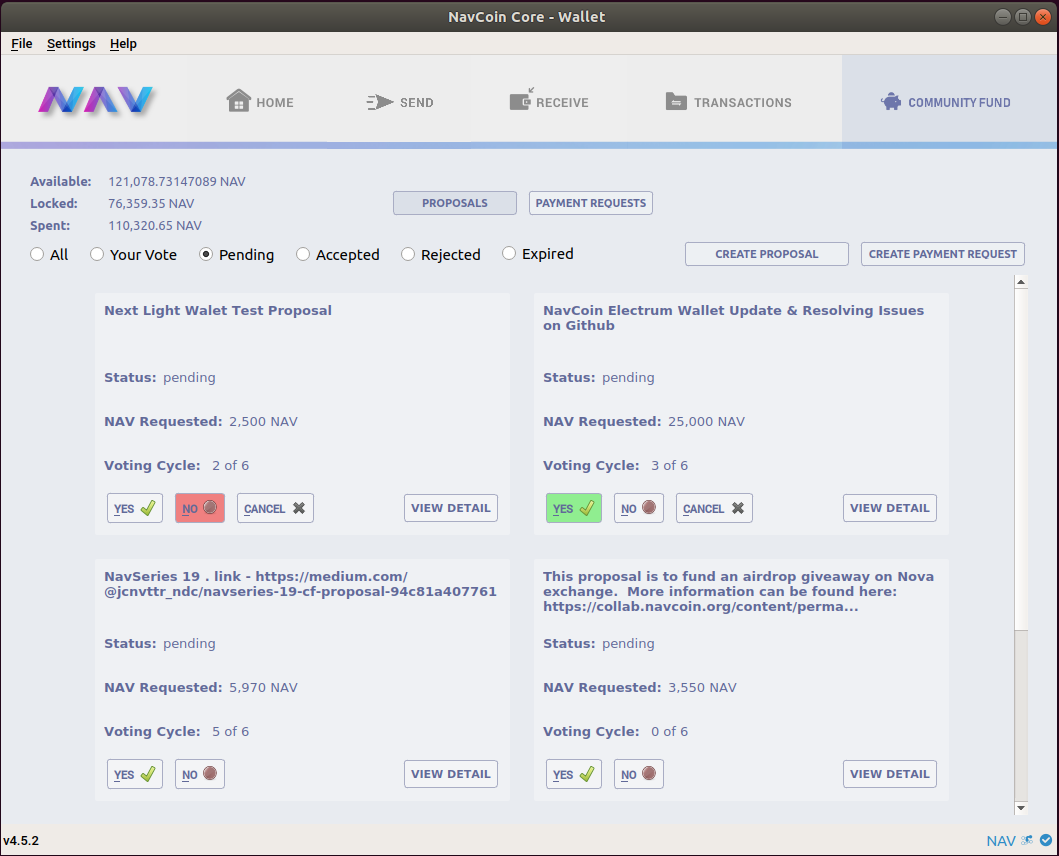 NavCoin Core - Wallet
File Settings Help
NAV
HOME
SEND
RECEIVE
TRANSACTIONS
COMMUNITY FUND
Available: 121,078.73147089 NAV
Locked: 76,359.35 NAV
Spent: 110,320.65 NAV
PROPOSALS
PAYMENT REQUESTS
All Your Vote Pending Accepted Rejected Expired
CREATE PROPOSAL
CREATE PAYMENT REQUEST
Next Light Walet Test Proposal
Status: pending
NAV Requested: 2,500 NAV
Voting Cycle: 2 of 6
YES NO CANCEL VIEW DETAIL
NavCoin Electrum Wallet Update & Resolving Issues
on Github
Status: pending
NAV Requested: 25,000 NAV
Voting Cycle: 3 of 6
YES NO CANCEL VIEW DETAIL
NavSeries 19 . link - https://medium.com/
@jcnvttr_ndc/navseries-19-cf-proposal-94c81a407761
Status: pending
NAV Requested: 5,970 NAV
Voting Cycle: 5 of 6
YES NO VIEW DETAIL
This proposal is to fund an airdrop giveaway on Nova
exchange.  More information can be found here:
https://collab.navcoin.org/content/perma...
Status: pending
NAV Requested: 3,550 NAV
Voting Cycle: 0 of 6
YES NO VIEW DETAIL
v4.5.2
NAV